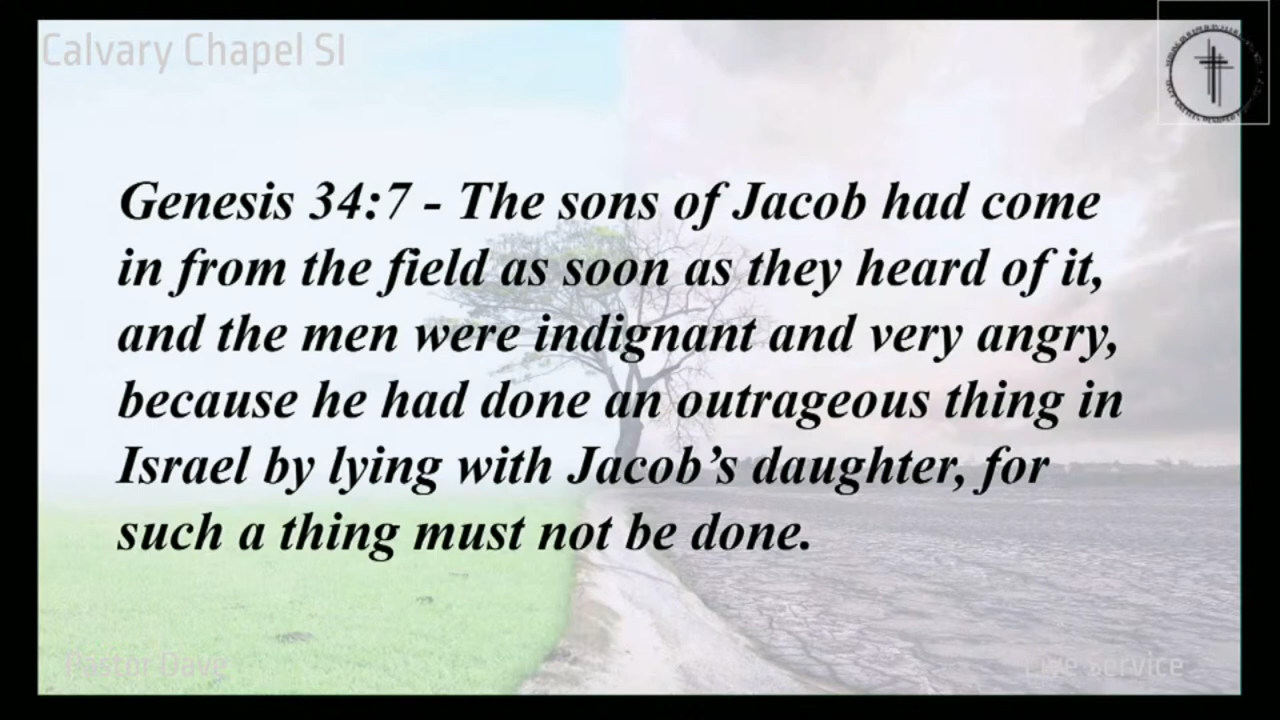 Calvary Chapel SI
Genesis 34:7 - The sons of Jacob had come
in from the field as soon as they heard of it,
and the men were indignant and very angry,
because he had done an outrageous thing in
Israel by lying with Jacob’s daughter, for
such a thing must not be done.
Pastor Dave
Live Service